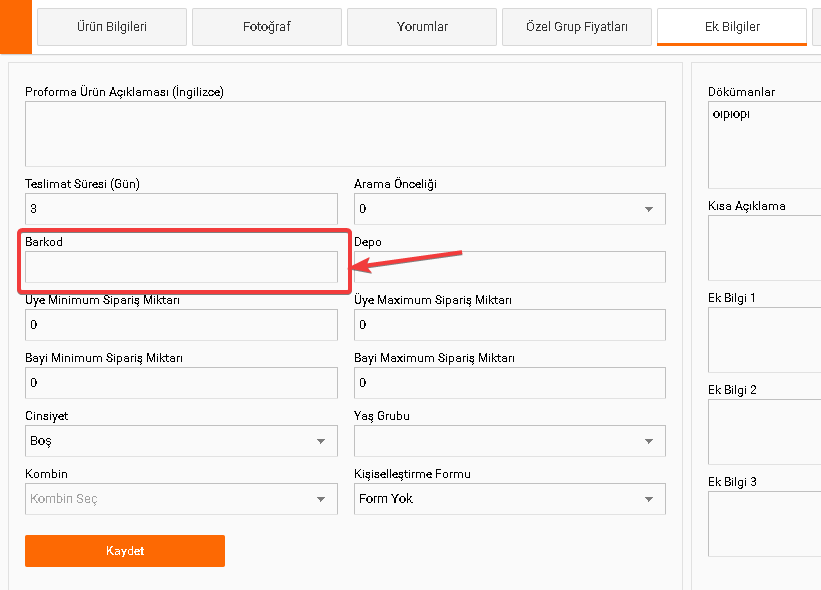 Ürün Bilgileri
Fotoğraf
Yorumlar
Özel Grup Fiyatları
Ek Bilgiler
Proforma Ürün Açıklaması (İngilizce)
Teslimat Süresi (Gün)
Arama Önceliği
3
0
Barkod
Depo
Üye Minimum Sipariş Miktarı
Üye Maximum Sipariş Miktarı
0
0
Bayi Minimum Sipariş Miktarı
Bayi Maximum Sipariş Miktarı
0
0
Cinsiyet
Yaş Grubu
Boş
Kombin
Kişiselleştirme Formu
Kombin Seç
Form Yok
Kaydet
Dökümanlar
oıpıopı
Kısa Açıklama
Ek Bilgi 1
Ek Bilgi 2
Ek Bilgi 3